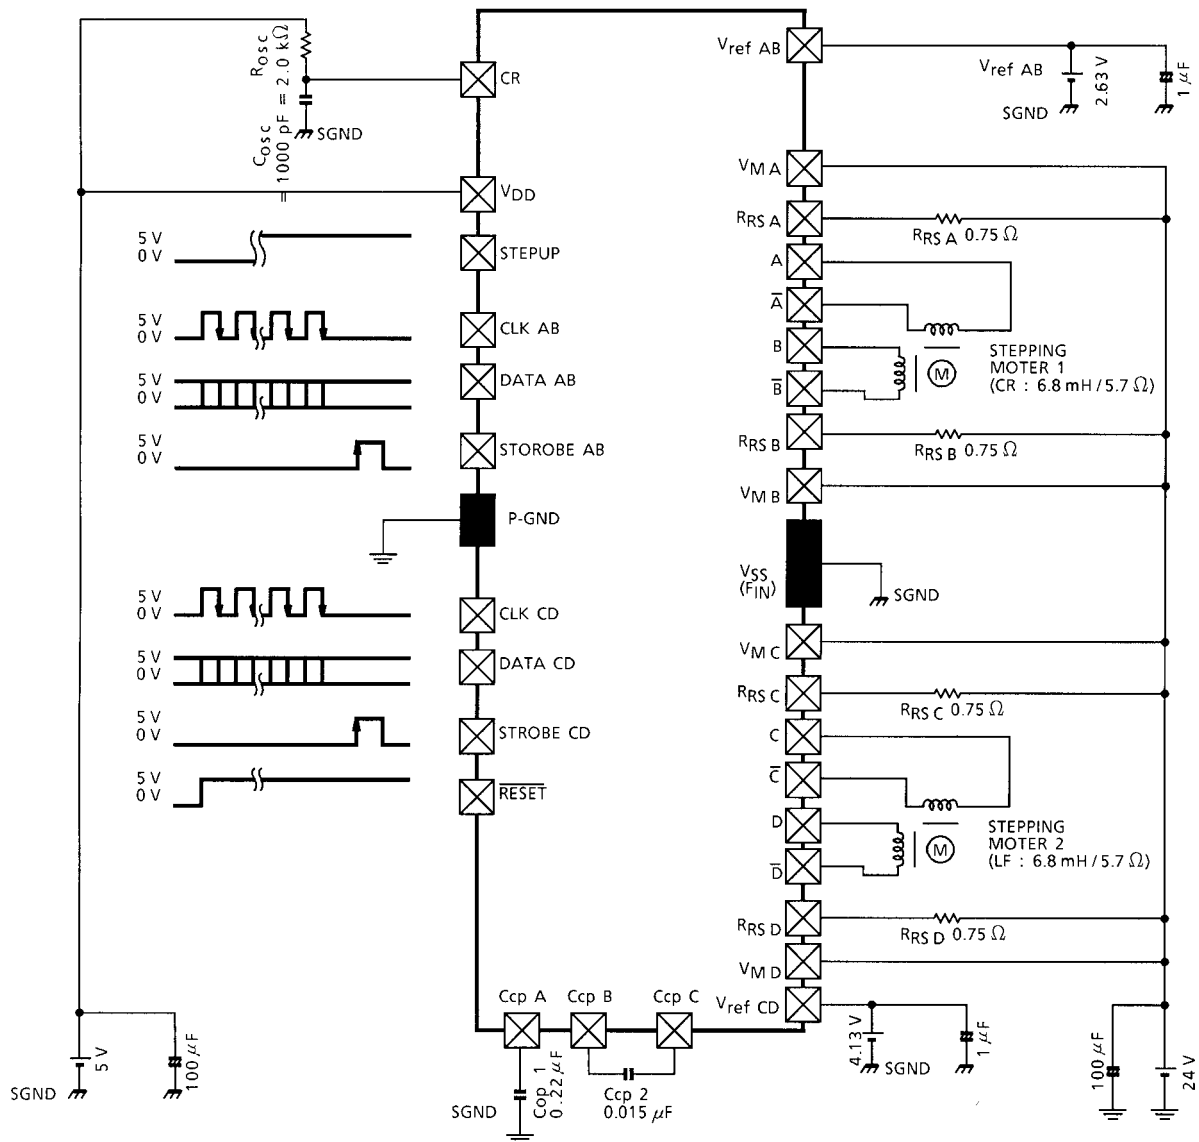 Rosc
Cosc = 2.0 kΩ
1000 pF
SGND
CR
VDD
5 V
0 V
STEPUP
5 V
0 V
CLK AB
5 V
0 V
DATA AB
5 V
0 V
STOROBE AB
P-GND
5 V
0 V
CLK CD
5 V
0 V
DATA CD
5 V
0 V
STROBE CD
5 V
0 V
RESET
5 V
SGND
100 μF
Ccp A
Ccp B
Ccp C
Cop 1
0.22 μF
SGND
Ccp 2
0.015 μF
Vref AB
Vref AB
2.63 V
SGND
1 μF
VM A
RRS A
RRS A 0.75 Ω
A
A̅
B
B̅
M
STEPPING
MOTER 1
(CR : 6.8 mH / 5.7 Ω)
RRS B
RRS B 0.75 Ω
VM B
VSS
(FIN)
SGND
VM C
RRS C
RRS C 0.75 Ω
C
C̅
D
D̅
M
STEPPING
MOTER 2
(LF : 6.8 mH / 5.7 Ω)
RRS D
RRS D 0.75 Ω
VM D
Vref CD
4.13 V
SGND
1 μF
100 μF
24 V